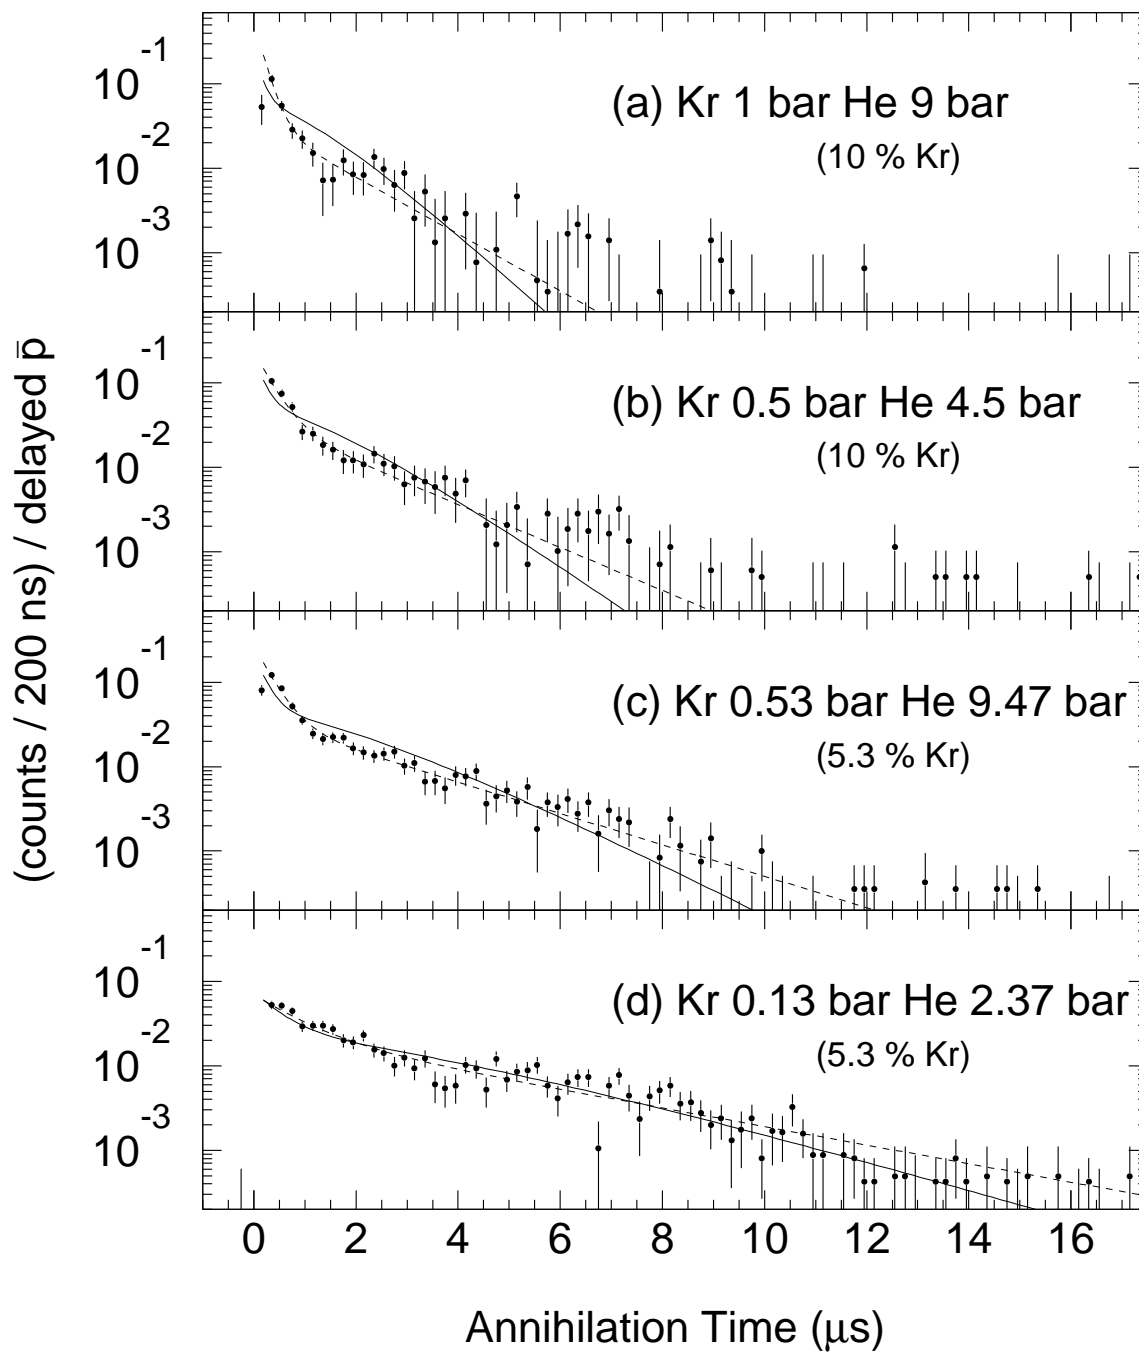 (counts / 200 ns) / delayed p̅
10 -1
10 -2
10 -3
(a) Kr 1 bar He 9 bar
(10 % Kr)
10 -1
10 -2
10 -3
(b) Kr 0.5 bar He 4.5 bar
(10 % Kr)
10 -1
10 -2
10 -3
(c) Kr 0.53 bar He 9.47 bar
(5.3 % Kr)
10 -1
10 -2
10 -3
(d) Kr 0.13 bar He 2.37 bar
(5.3 % Kr)
0 2 4 6 8 10 12 14 16
Annihilation Time (μs)